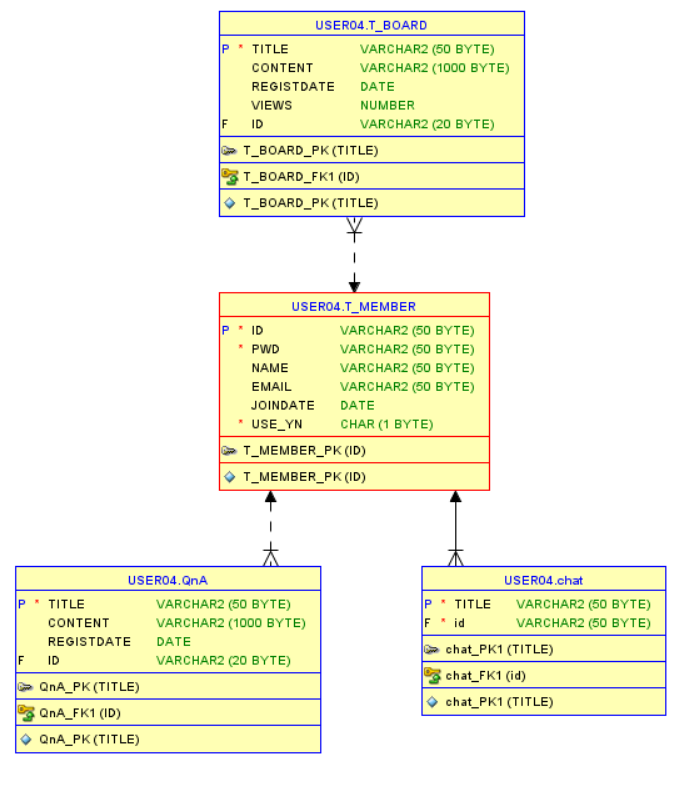 USER04.T_BOARD
P * TITLE VARCHAR2 (50 BYTE)
CONTENT VARCHAR2 (1000 BYTE)
REGISTDATE DATE
VIEWS NUMBER
F ID VARCHAR2 (20 BYTE)
T_BOARD_PK (TITLE)
T_BOARD_FK1 (ID)
T_BOARD_PK (TITLE)
USER04.T_MEMBER
P * ID VARCHAR2 (50 BYTE)
* PWD VARCHAR2 (50 BYTE)
NAME VARCHAR2 (50 BYTE)
EMAIL VARCHAR2 (50 BYTE)
JOINDATE DATE
* USE_YN CHAR (1 BYTE)
T_MEMBER_PK (ID)
T_MEMBER_PK (ID)
USER04.QnA
P * TITLE VARCHAR2 (50 BYTE)
CONTENT VARCHAR2 (1000 BYTE)
REGISTDATE DATE
F ID VARCHAR2 (20 BYTE)
QnA_PK (TITLE)
QnA_FK1 (ID)
QnA_PK (TITLE)
USER04.chat
P * TITLE VARCHAR2 (50 BYTE)
F * id VARCHAR2 (50 BYTE)
chat_PK1 (TITLE)
chat_FK1 (id)
chat_PK1 (TITLE)